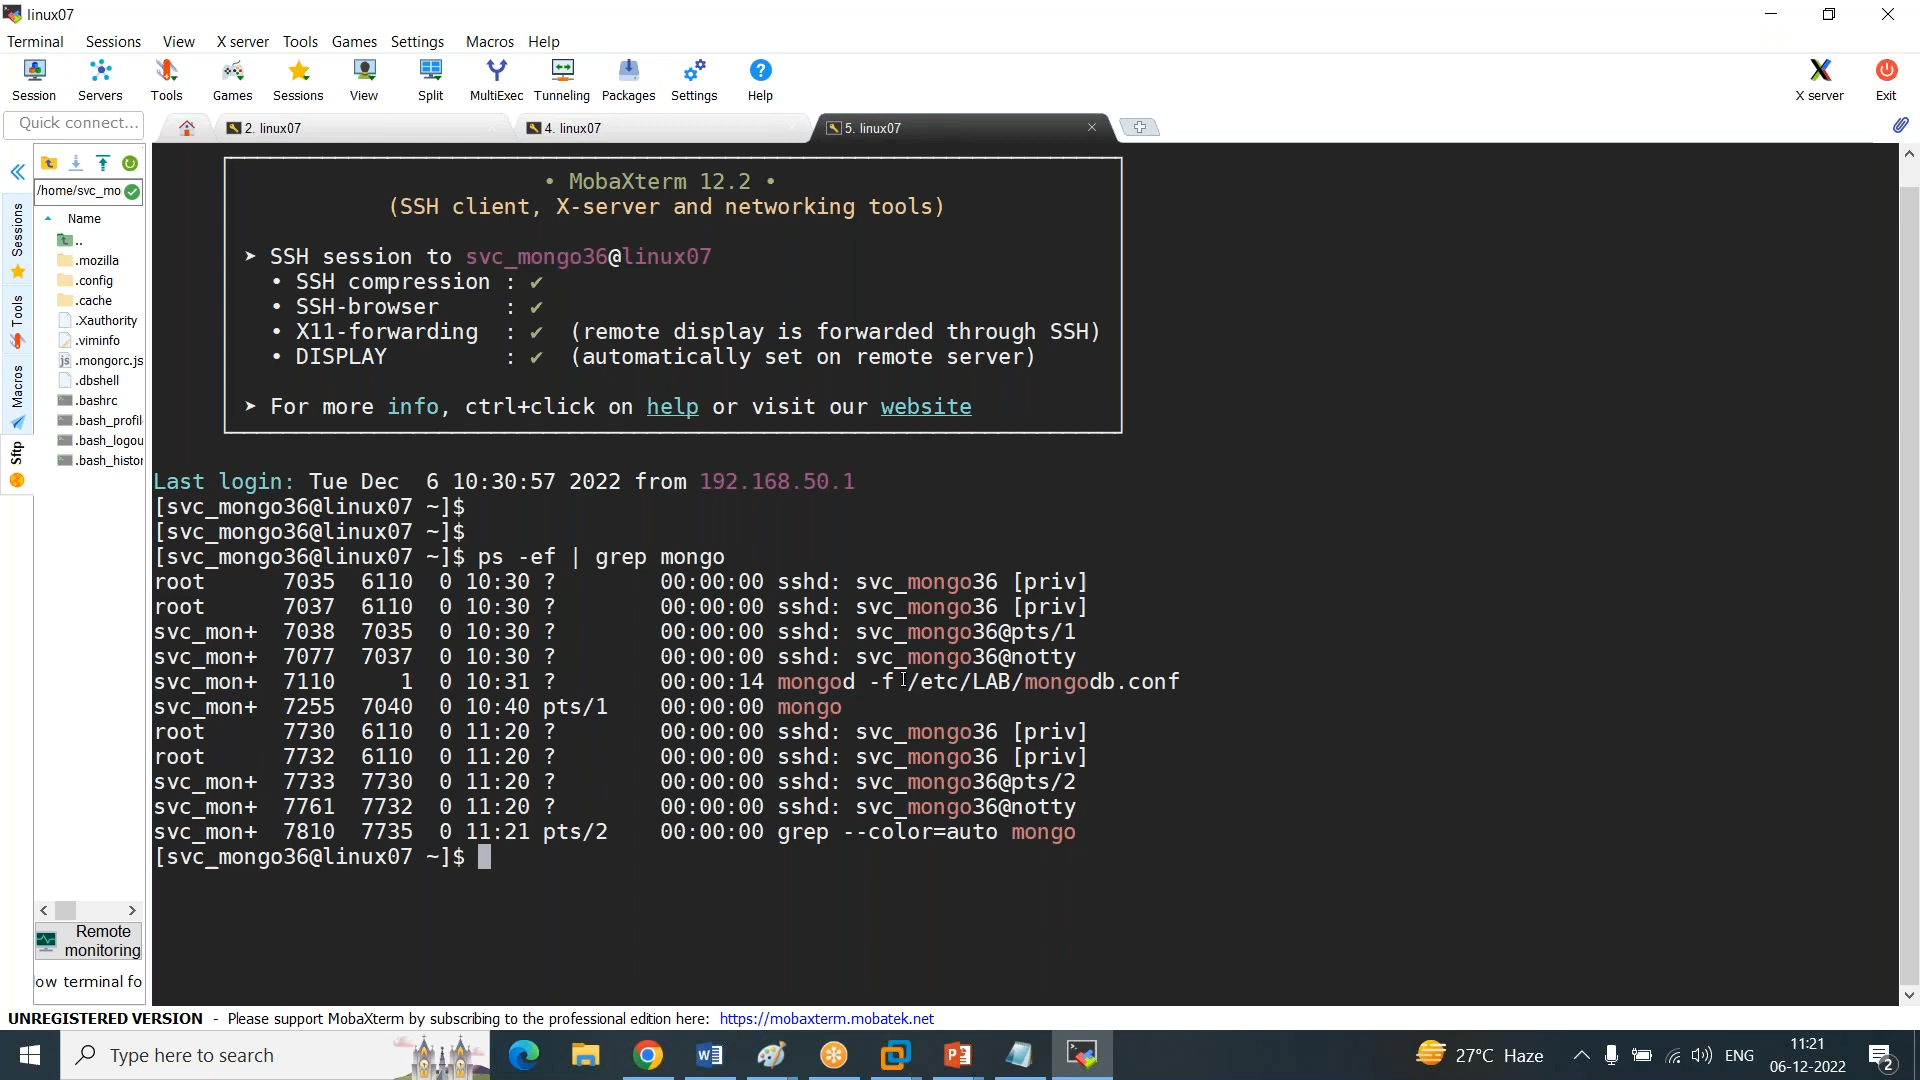 linux07
Terminal Sessions View X server Tools Games Settings Macros Help
Session Servers Tools Games Sessions View Split MultiExec Tunneling Packages Settings Help X server Exit
Quick connect... 2. linux07 4. linux07 5. linux07
/home/svc_mo
Name
..
.mozilla
.config
.cache
.Xauthority
.viminfo
.mongorc.js
.dbshell
.bashrc
.bash_profil
.bash_logou
.bash_histor
Sessions
Tools
Macros
Sftp
Remote
monitoring
ow terminal fo
• MobaXterm 12.2 •
(SSH client, X-server and networking tools)
➤ SSH session to svc_mongo36@linux07
• SSH compression : ✔
• SSH-browser     : ✔
• X11-forwarding  : ✔  (remote display is forwarded through SSH)
• DISPLAY         : ✔  (automatically set on remote server)
➤ For more info, ctrl+click on help or visit our website
Last login: Tue Dec  6 10:30:57 2022 from 192.168.50.1
[svc_mongo36@linux07 ~]$
[svc_mongo36@linux07 ~]$
[svc_mongo36@linux07 ~]$ ps -ef | grep mongo
root      7035  6110  0 10:30 ?        00:00:00 sshd: svc_mongo36 [priv]
root      7037  6110  0 10:30 ?        00:00:00 sshd: svc_mongo36 [priv]
svc_mon+  7038  7035  0 10:30 ?        00:00:00 sshd: svc_mongo36@pts/1
svc_mon+  7077  7037  0 10:30 ?        00:00:00 sshd: svc_mongo36@notty
svc_mon+  7110     1  0 10:31 ?        00:00:14 mongod -f /etc/LAB/mongodb.conf
svc_mon+  7255  7040  0 10:40 pts/1    00:00:00 mongo
root      7730  6110  0 11:20 ?        00:00:00 sshd: svc_mongo36 [priv]
root      7732  6110  0 11:20 ?        00:00:00 sshd: svc_mongo36 [priv]
svc_mon+  7733  7730  0 11:20 ?        00:00:00 sshd: svc_mongo36@pts/2
svc_mon+  7761  7732  0 11:20 ?        00:00:00 sshd: svc_mongo36@notty
svc_mon+  7810  7735  0 11:21 pts/2    00:00:00 grep --color=auto mongo
[svc_mongo36@linux07 ~]$
UNREGISTERED VERSION - Please support MobaXterm by subscribing to the professional edition here: https://mobaxterm.mobatek.net
Type here to search
27°C Haze
ENG
11:21
06-12-2022
2